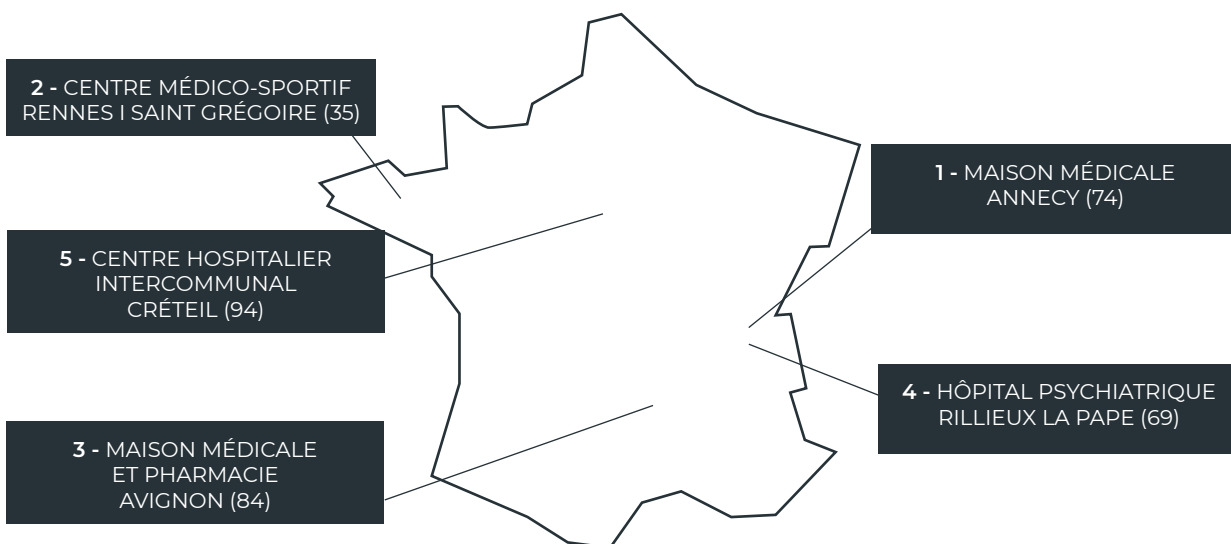 2 - CENTRE MÉDICO-SPORTIF
RENNES I SAINT GRÉGOIRE (35)
1 - MAISON MÉDICALE
ANNECY (74)
5 - CENTRE HOSPITALIER
INTERCOMMUNAL
CRÉTEIL (94)
4 - HÔPITAL PSYCHIATRIQUE
RILLIEUX LA PAPE (69)
3 - MAISON MÉDICALE
ET PHARMACIE
AVIGNON (84)